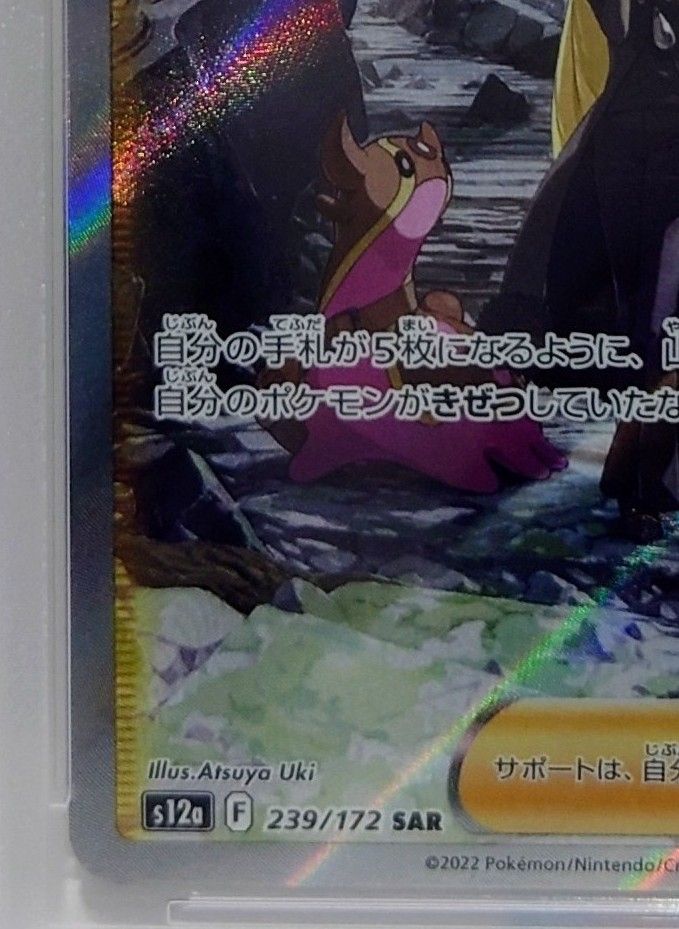 自分の手札が5枚になるように、
自分のポケモンがきぜつしていたな
サポートは、自分
Illus.Atsuya Uki
s12a F 239/172 SAR
©2022 Pokémon/Nintendo/Cr